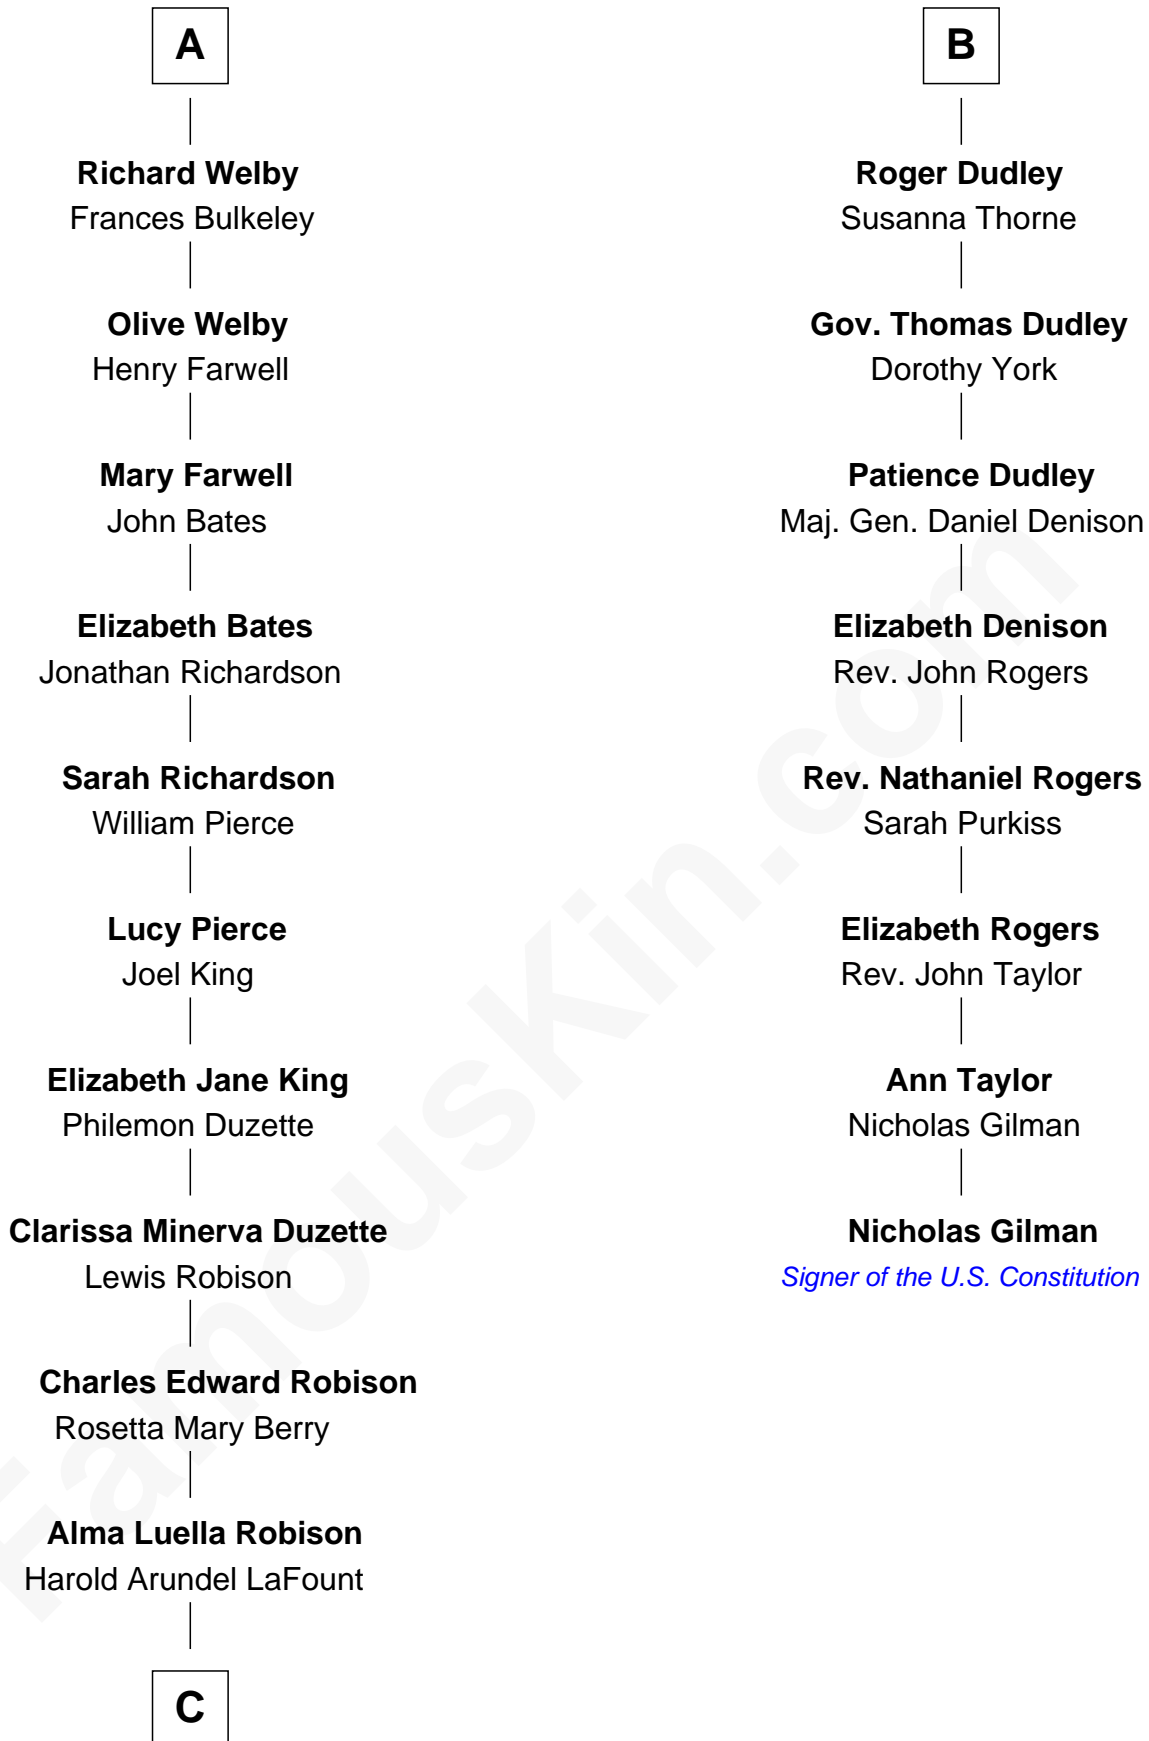 A
Richard Welby
Frances Bulkeley
Olive Welby
Henry Farwell
Mary Farwell
John Bates
Elizabeth Bates
Jonathan Richardson
Sarah Richardson
William Pierce
Lucy Pierce
Joel King
Elizabeth Jane King
Philemon Duzette
Clarissa Minerva Duzette
Lewis Robison
Charles Edward Robison
Rosetta Mary Berry
Alma Luella Robison
Harold Arundel LaFount
C
B
Roger Dudley
Susanna Thorne
Gov. Thomas Dudley
Dorothy York
Patience Dudley
Maj. Gen. Daniel Denison
Elizabeth Denison
Rev. John Rogers
Rev. Nathaniel Rogers
Sarah Purkiss
Elizabeth Rogers
Rev. John Taylor
Ann Taylor
Nicholas Gilman
Nicholas Gilman
Signer of the U.S. Constitution
FamousKin.com